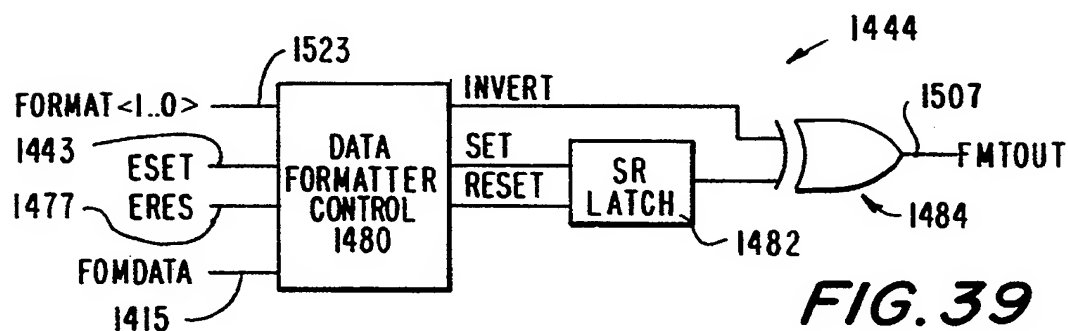 1444
1523
FORMAT<1..0>
1443
ESET
1477
ERES
FOMDATA
1415
DATA
FORMATTER
CONTROL
1480
INVERT
SET
RESET
SR
LATCH
1482
1507
FMTOUT
1484
FIG. 39